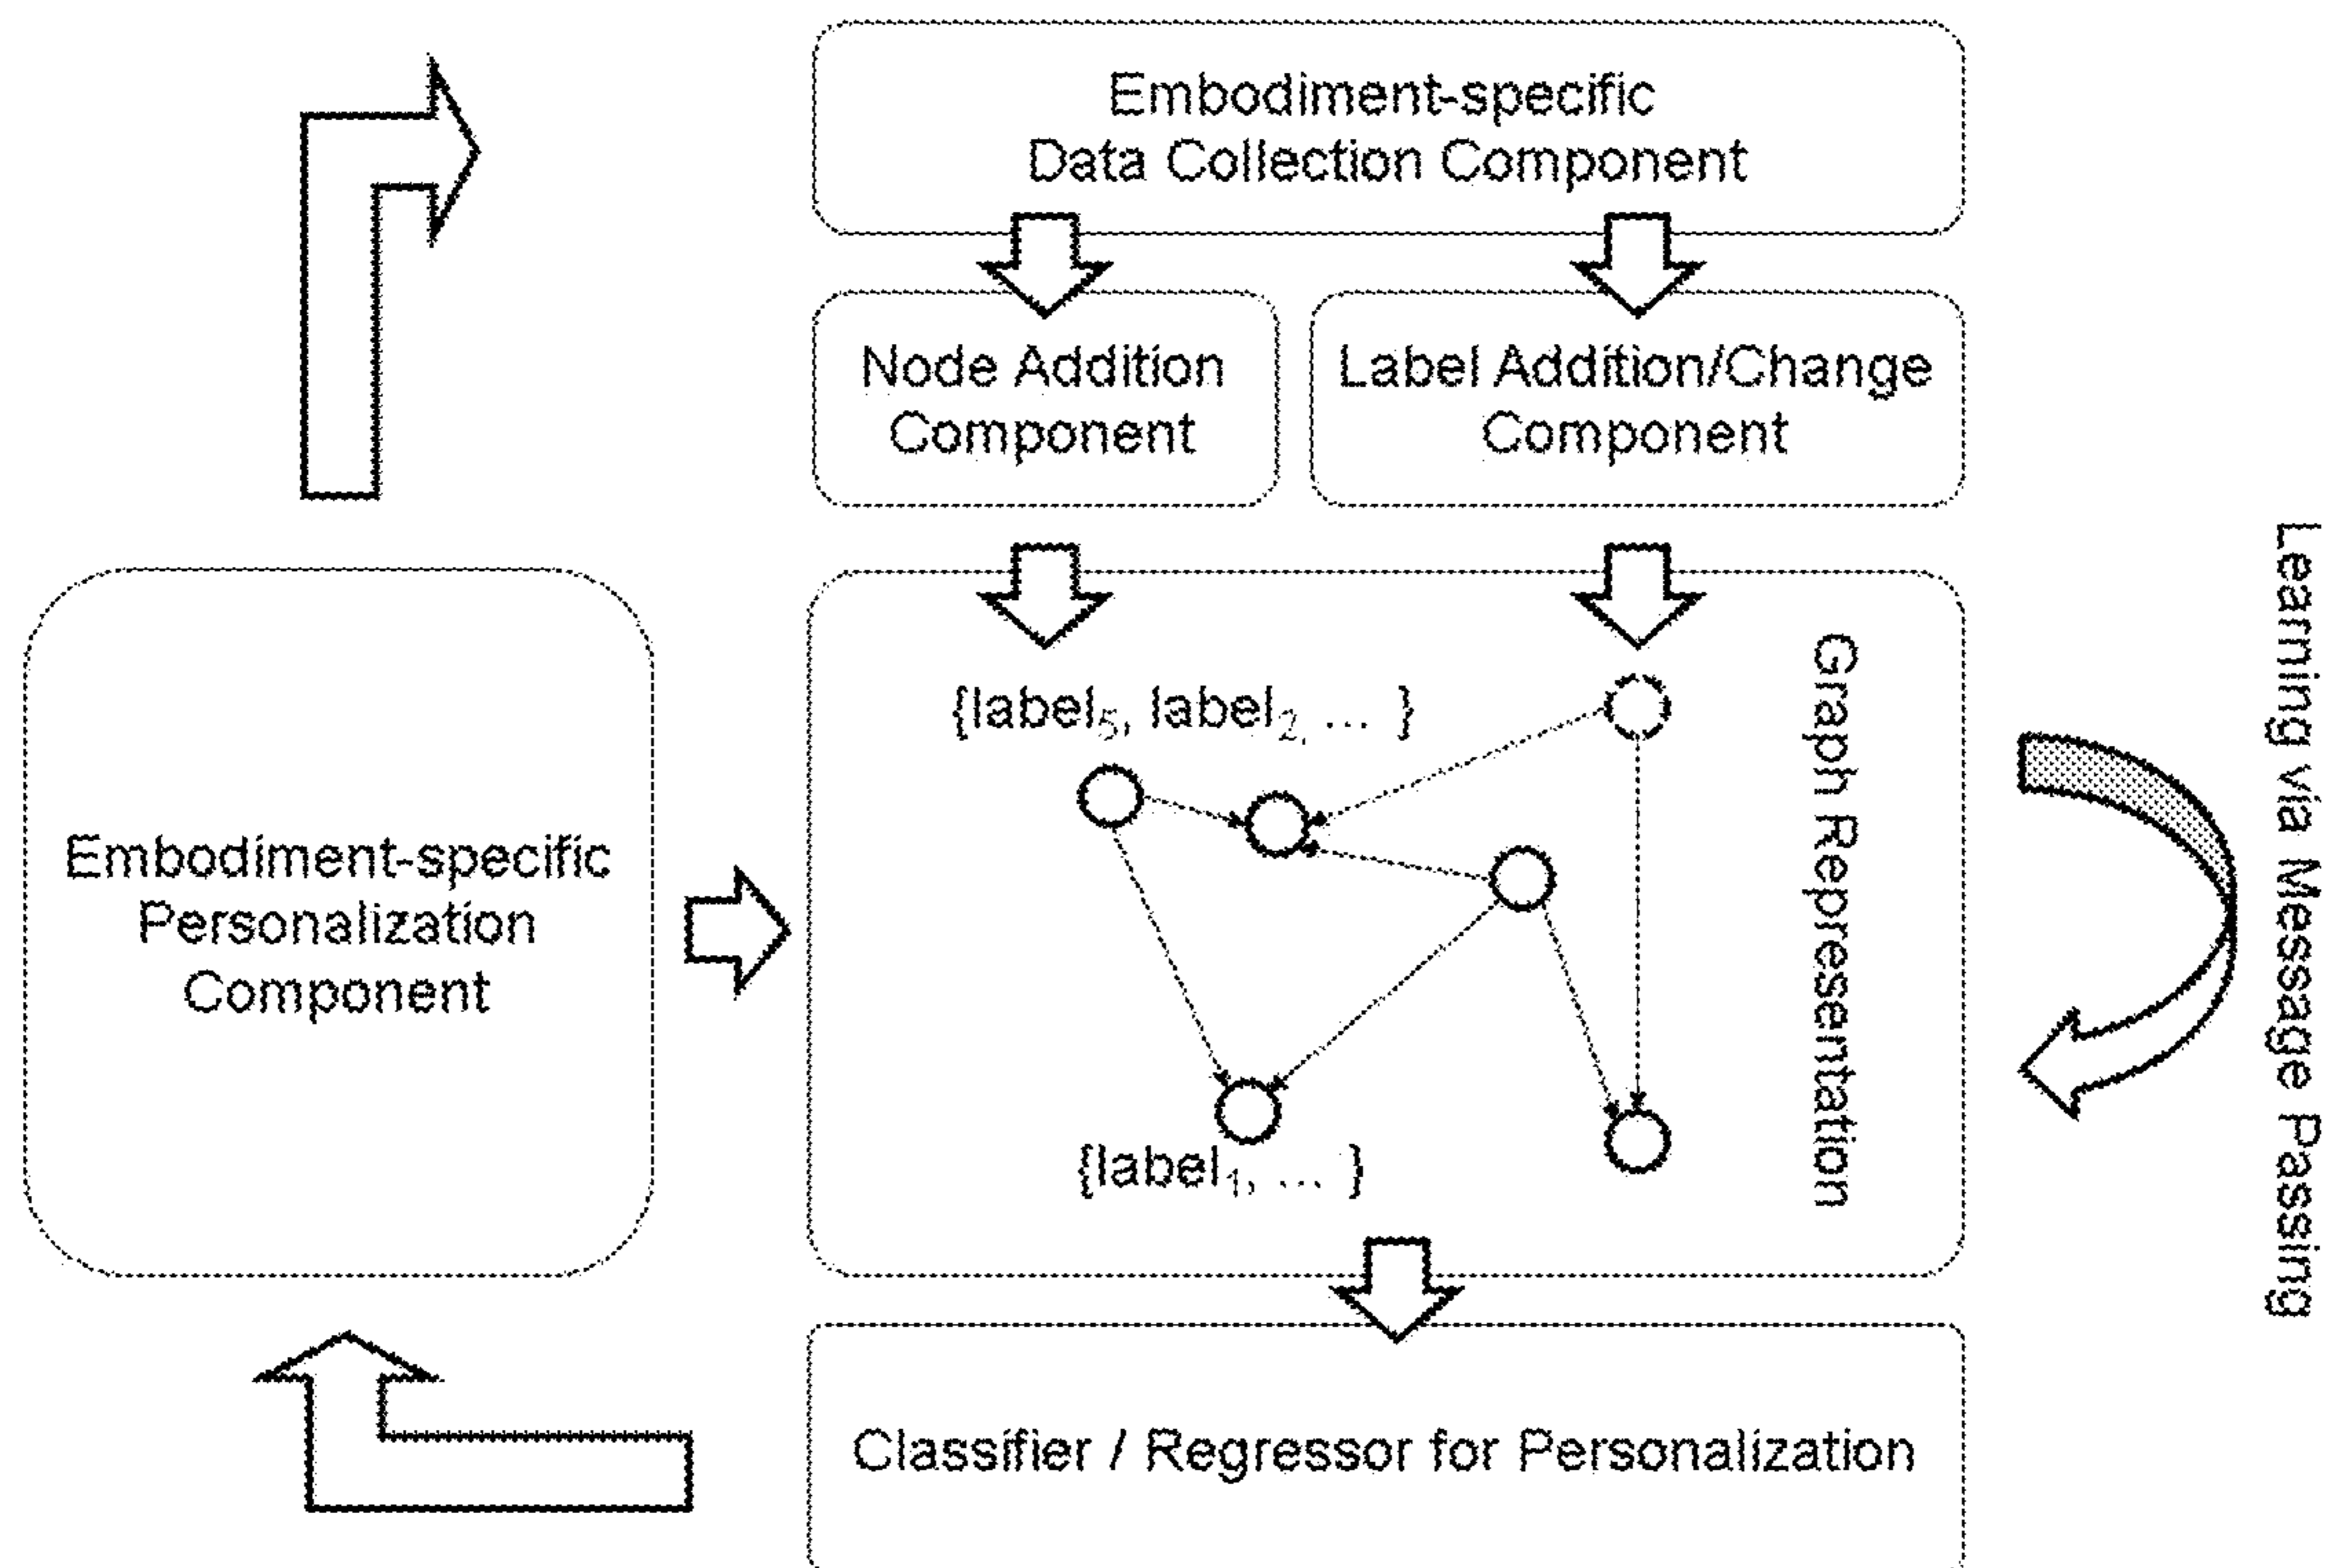 Embodiment-specific
Data Collection Component
Node Addition
Component
Label Addition/Change
Component
Embodiment-specific
Personalization
Component
{label5, label2, ... }
{label1, ... }
Graph Representation
Learning via Message Passing
Classifier / Regressor for Personalization